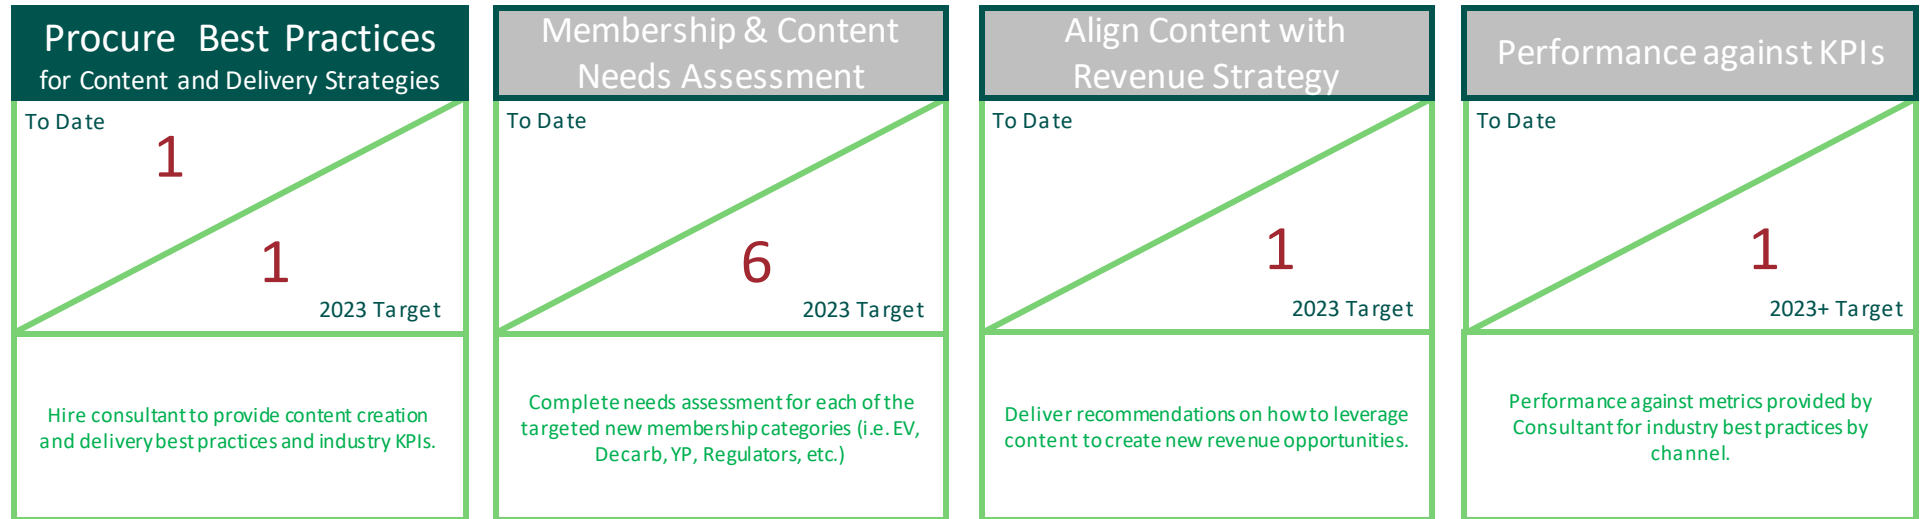 Procure Best Practices
for Content and Delivery Strategies
To Date
1
1
2023 Target
Hire consultant to provide content creation
and delivery best practices and industry KPIs.
Membership & Content
Needs Assessment
To Date
6
2023 Target
Complete needs assessment for each of the
targeted new membership categories (i.e. EV,
Decarb, YP, Regulators, etc.)
Align Content with
Revenue Strategy
To Date
1
2023 Target
Deliver recommendations on how to leverage
content to create new revenue opportunities.
Performance against KPIs
To Date
1
2023+ Target
Performance against metrics provided by
Consultant for industry best practices by
channel.